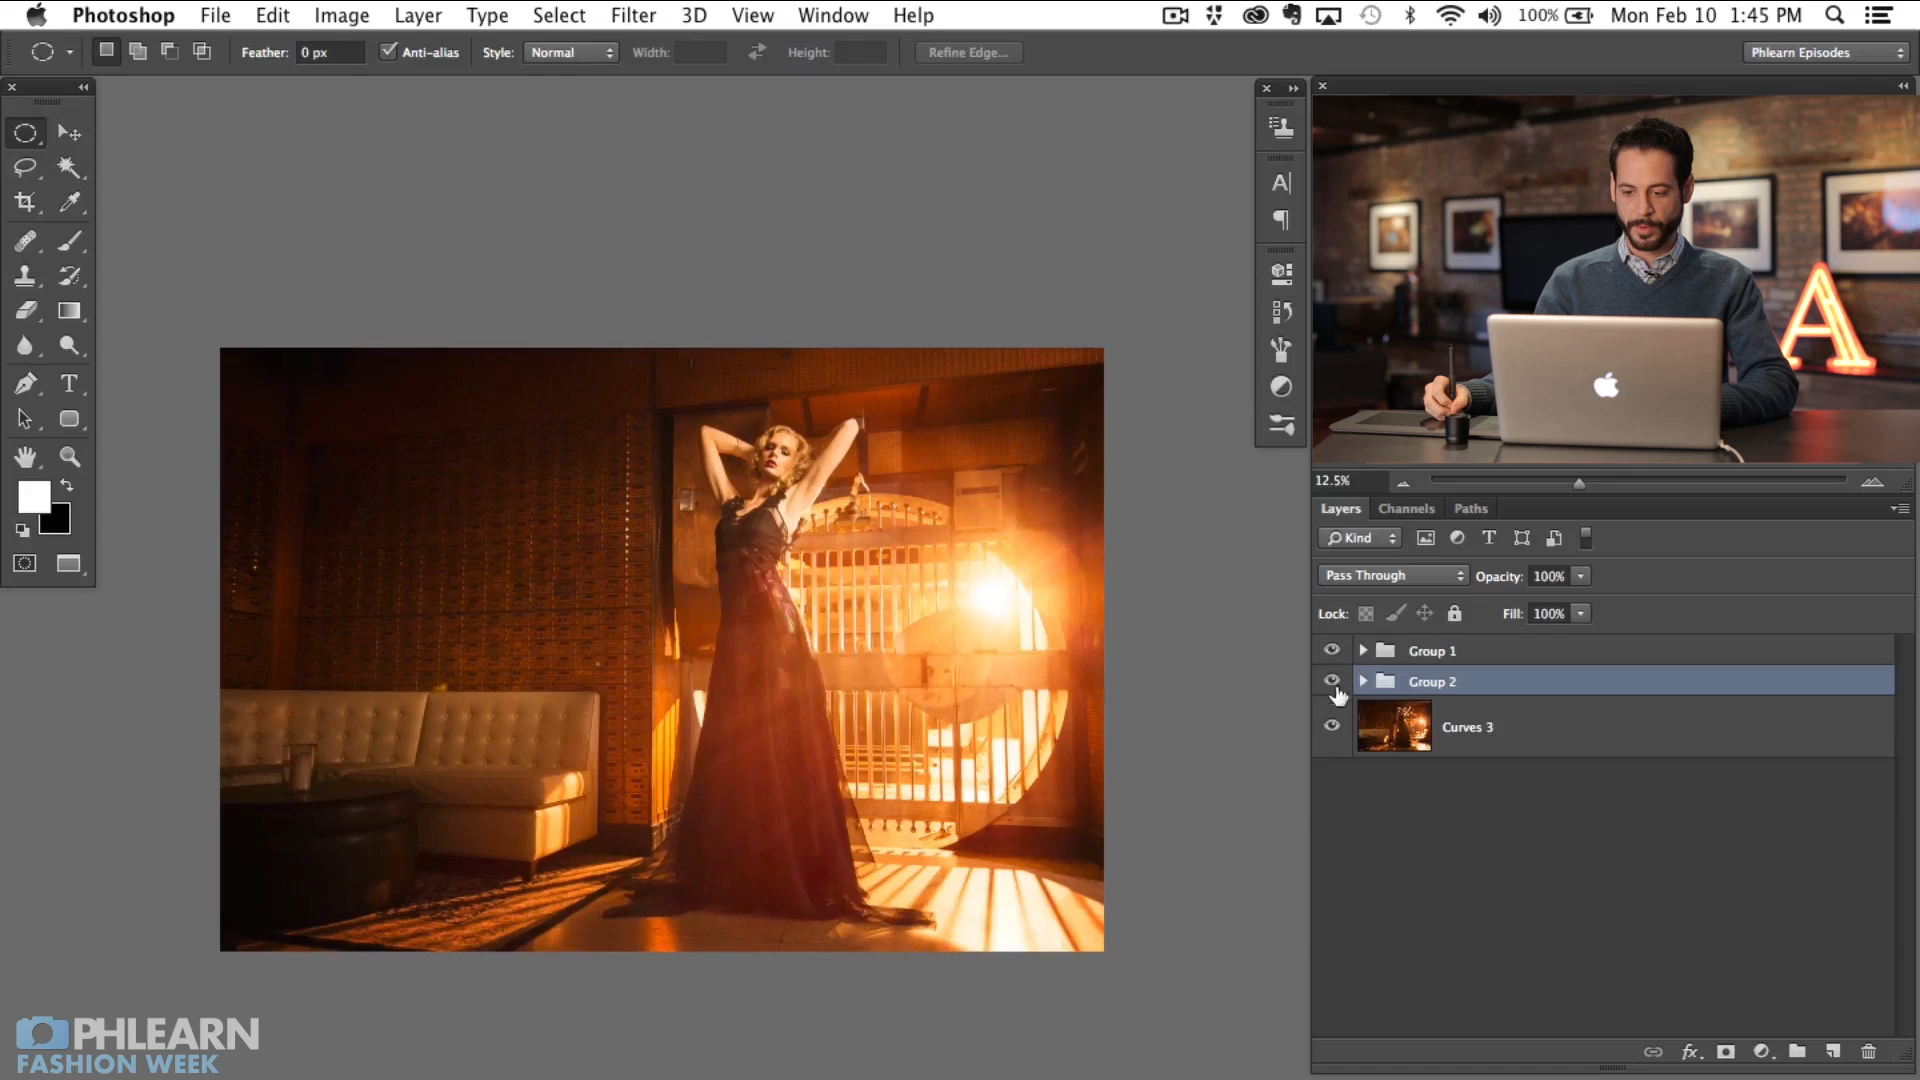 Photoshop File Edit Image Layer Type Select Filter 3D View Window Help 100% Mon Feb 10 1:45 PM
Feather: 0 px Anti-alias Style: Normal Width: Height: Refine Edge... Phlearn Episodes
12.5%
Layers Channels Paths
Kind
Pass Through Opacity: 100%
Lock: Fill: 100%
Group 1
Group 2
Curves 3
PHLEARN
FASHION WEEK
A